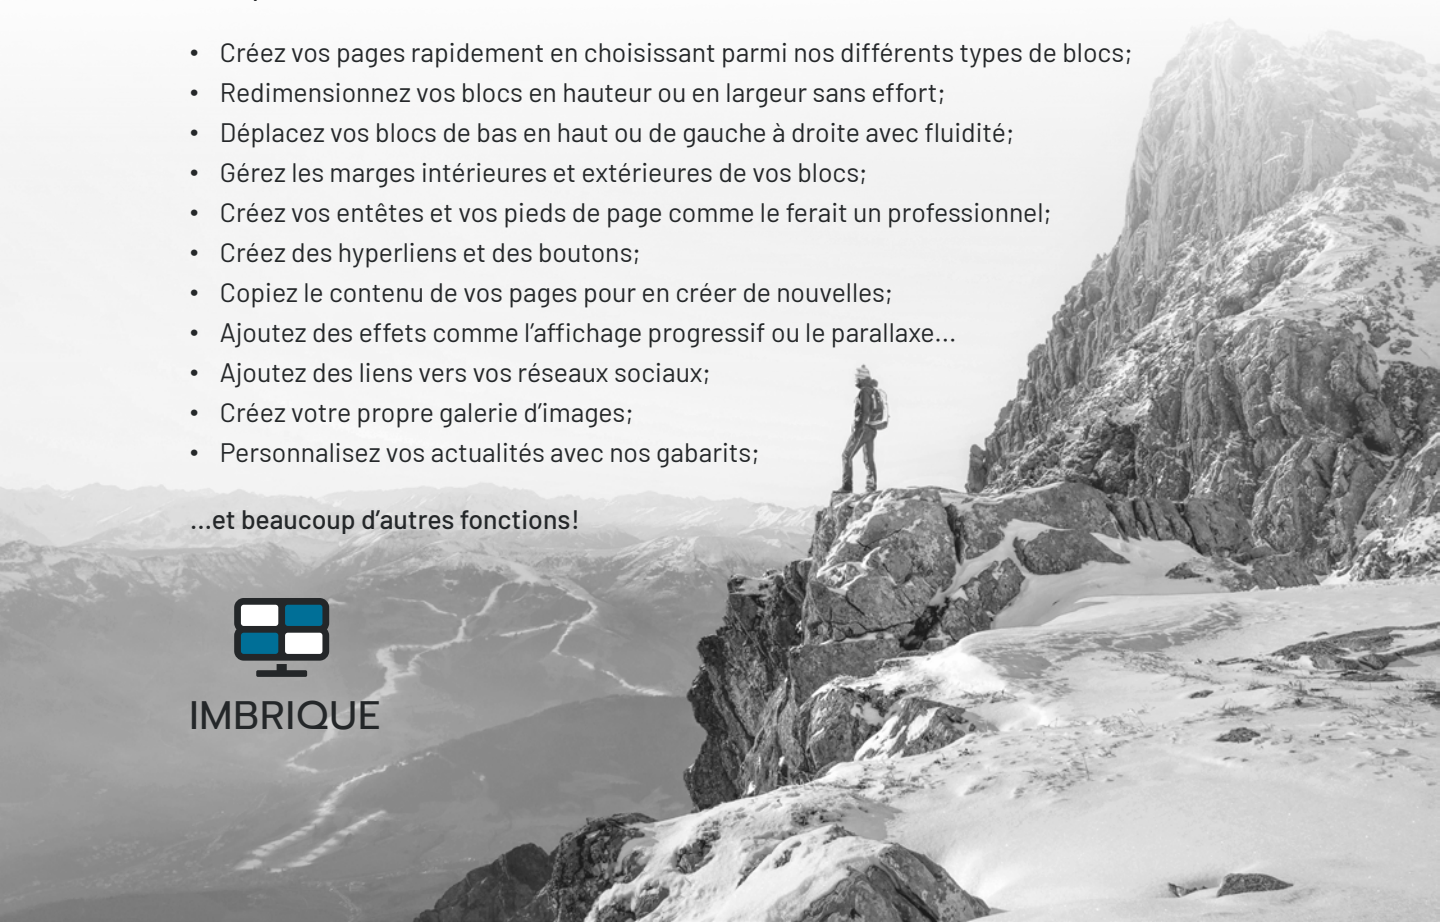 • Créez vos pages rapidement en choisissant parmi nos différents types de blocs;
• Redimensionnez vos blocs en hauteur ou en largeur sans effort;
• Déplacez vos blocs de bas en haut ou de gauche à droite avec fluidité;
• Gérez les marges intérieures et extérieures de vos blocs;
• Créez vos entêtes et vos pieds de page comme le ferait un professionnel;
• Créez des hyperliens et des boutons;
• Copiez le contenu de vos pages pour en créer de nouvelles;
• Ajoutez des effets comme l’affichage progressif ou le parallaxe...
• Ajoutez des liens vers vos réseaux sociaux;
• Créez votre propre galerie d’images;
• Personnalisez vos actualités avec nos gabarits;
...et beaucoup d’autres fonctions!
IMBRIQUE